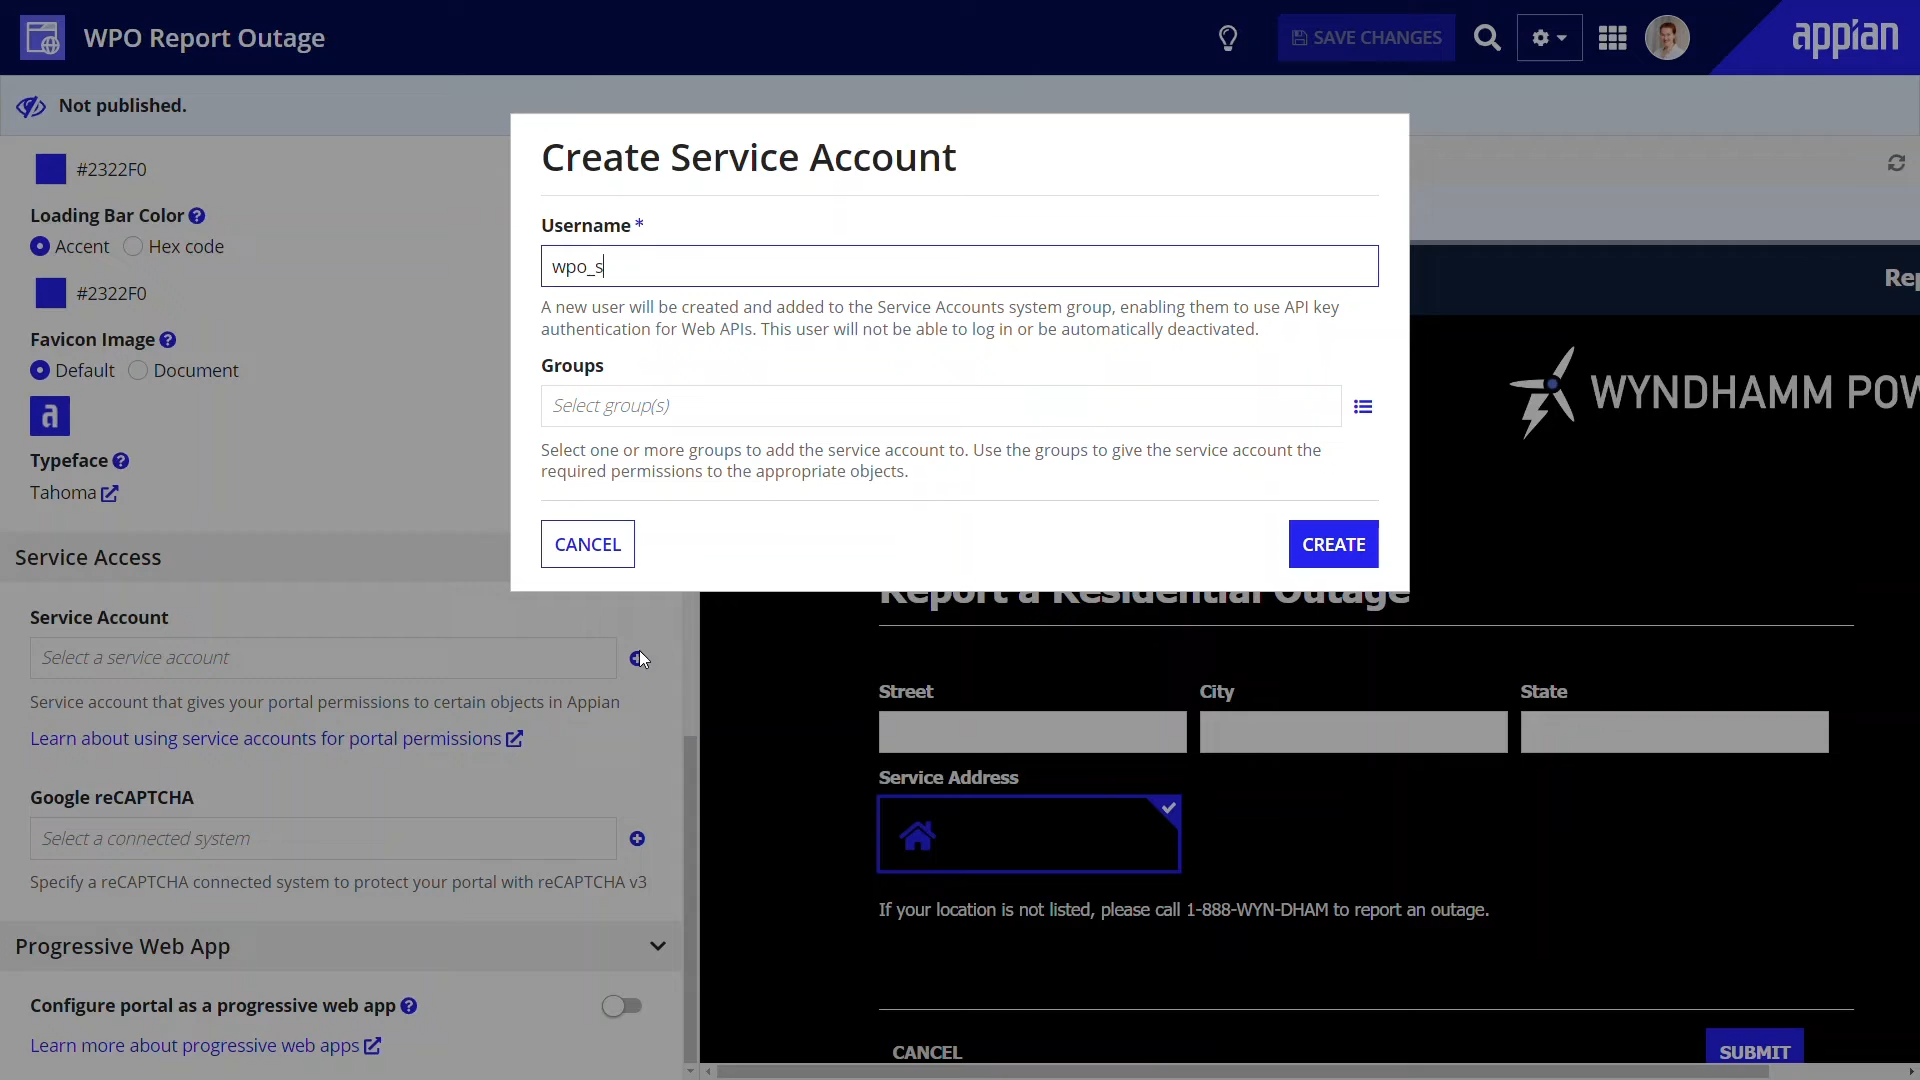 WPO Report Outage
SAVE CHANGES
appian
Not published.
#2322F0
Loading Bar Color
Accent
Hex code
#2322F0
Favicon Image
Default
Document
a
Typeface
Tahoma
Service Access
Service Account
Select a service account
Service account that gives your portal permissions to certain objects in Appian
Learn about using service accounts for portal permissions
Google reCAPTCHA
Select a connected system
Specify a reCAPTCHA connected system to protect your portal with reCAPTCHA v3
Progressive Web App
Configure portal as a progressive web app
Learn more about progressive web apps
Create Service Account
Username *
wpo_s
A new user will be created and added to the Service Accounts system group, enabling them to use API key
authentication for Web APIs. This user will not be able to log in or be automatically deactivated.
Groups
Select group(s)
Select one or more groups to add the service account to. Use the groups to give the service account the
required permissions to the appropriate objects.
CANCEL
CREATE
Rep
WYNDHAMM POW
Report a Residential Outage
Street
City
State
Service Address
If your location is not listed, please call 1-888-WYN-DHAM to report an outage.
CANCEL
SUBMIT